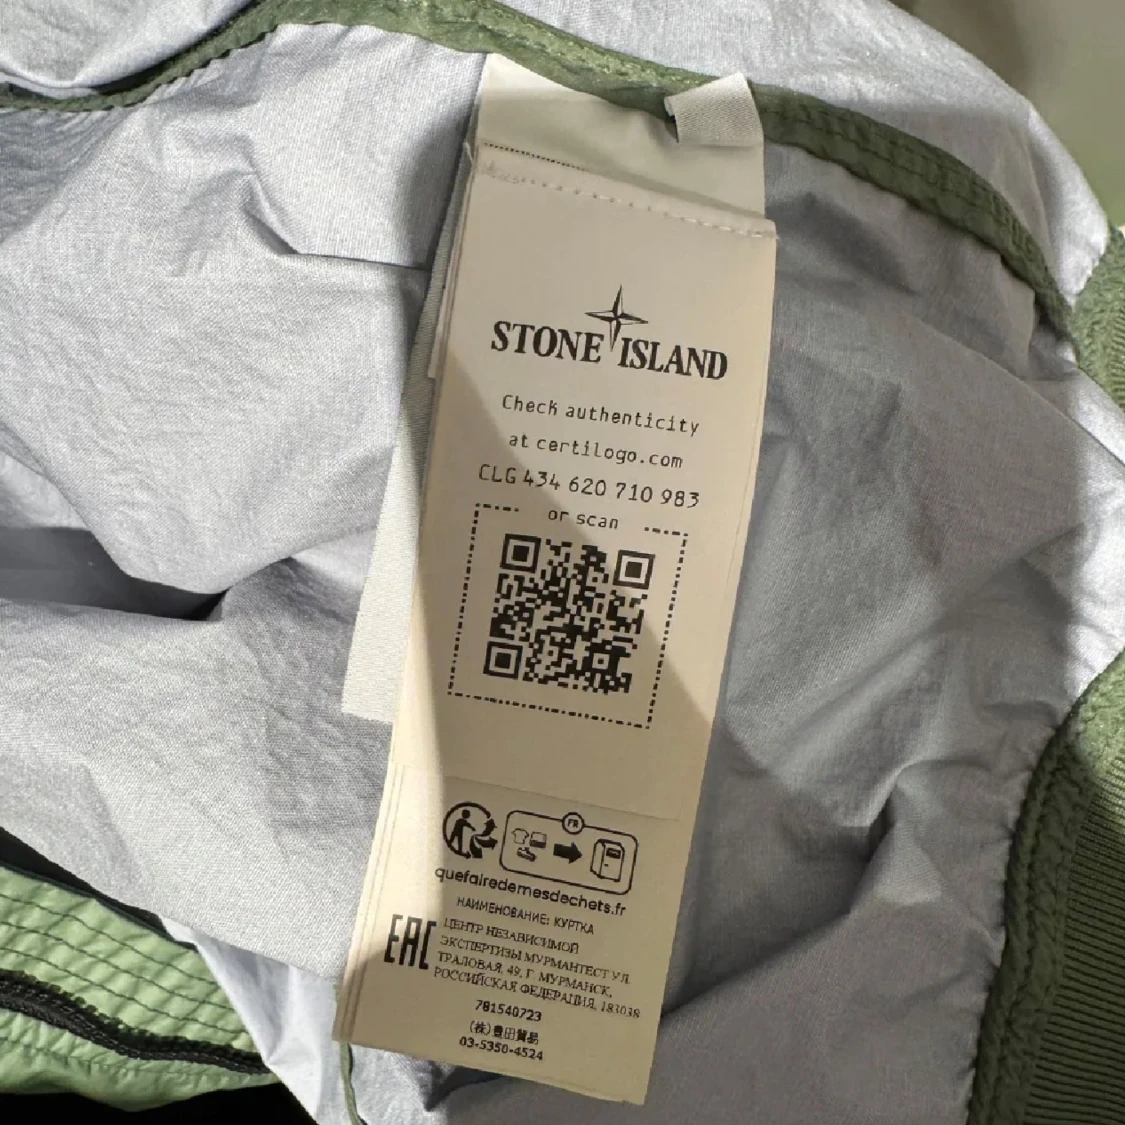 STONE ISLAND
Check authenticity
at certilogo.com
CLG 434 620 710 983
or scan
FR
quefairedemesdechets.fr
НАИМЕНОВАНИЕ: КУРТКА
EAC
ЦЕНТР НЕЗАВИСИМОЙ
ЭКСПЕРТИЗЫ МУРМАНТЕСТ УЛ.
ТРАЛОВАЯ, 49, Г. МУРМАНСК,
РОССИЙСКАЯ ФЕДЕРАЦИЯ, 183038
781540723
(株)豊田貿易
03-5350-4524